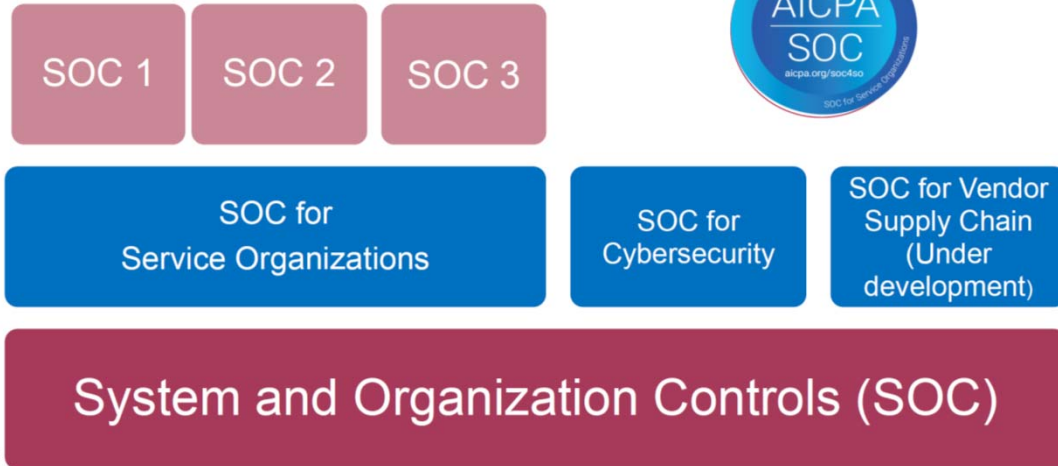 SOC 1
SOC 2
SOC 3
AICPA
SOC
aicpa.org/soc4so
SOC for Service Organizations
SOC for
Service Organizations
SOC for
Cybersecurity
SOC for Vendor
Supply Chain
(Under
development)
System and Organization Controls (SOC)